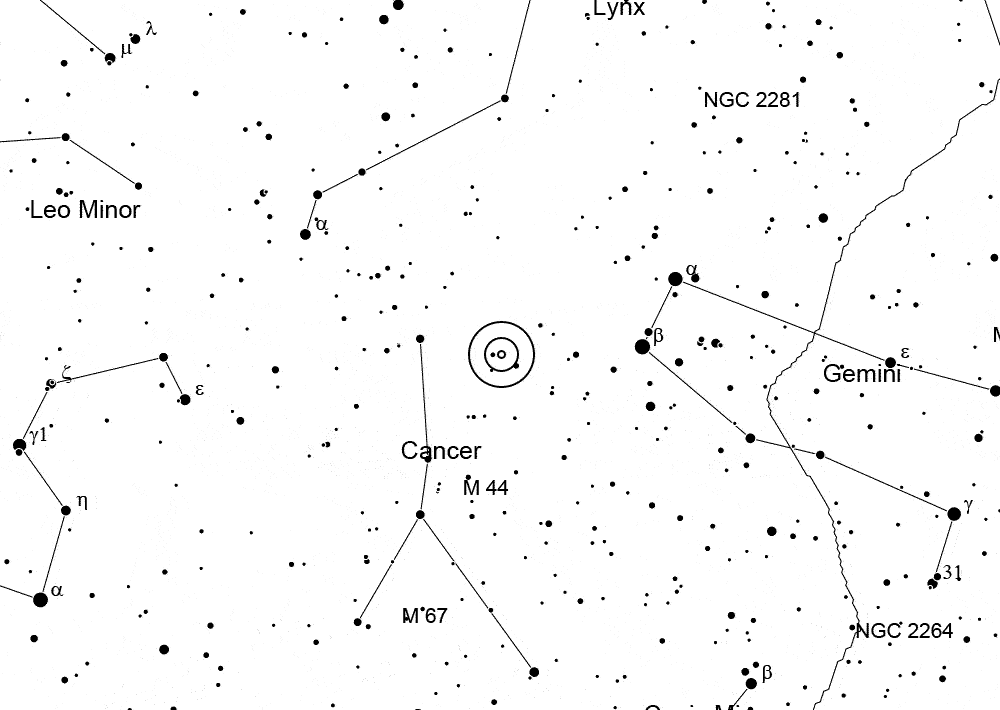 Lynx
λ
μ
NGC 2281
Leo Minor
α
α
β
ε
Gemini
ζ
ε
γ1
Cancer
M 44
η
γ
α
31
M 67
NGC 2264
β